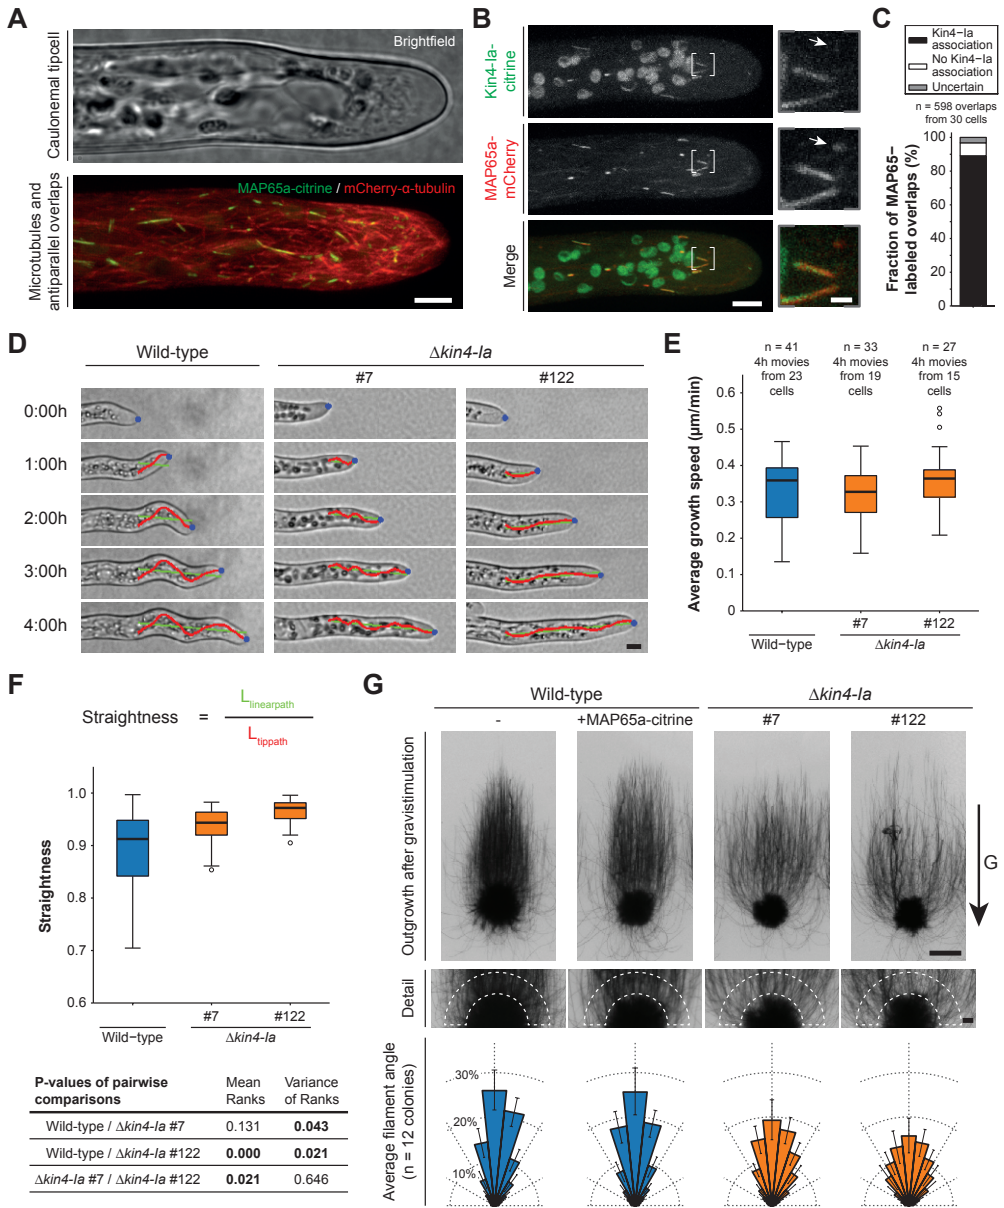 A
Caulonemal tipcell
Brightfield
Microtubules and
antiparallel overlaps
MAP65a-citrine / mCherry-α-tubulin
B
Kin4-Ia-
citrine
MAP65a-
mCherry
Merge
C
Kin4−Ia
association
No Kin4−Ia
association
Uncertain
n = 598 overlaps
from 30 cells
Fraction of MAP65−
labeled overlaps (%)
100
80
60
40
20
0
D
Wild-type
Δkin4-Ia
#7
#122
0:00h
1:00h
2:00h
3:00h
4:00h
E
n = 41
4h movies
from 23
cells
n = 33
4h movies
from 19
cells
n = 27
4h movies
from 15
cells
Average growth speed (μm/min)
0.6
0.5
0.4
0.3
0.2
0.1
0
#7
#122
Wild−type
Δkin4-Ia
F
Straightness = L linearpath
L tippath
Straightness
1.0
0.9
0.8
0.7
0.6
#7
#122
Wild−type
Δkin4-Ia
P-values of pairwise
comparisons
Mean
Ranks
Variance
of Ranks
Wild-type / Δkin4-Ia #7 0.131 0.043
Wild-type / Δkin4-Ia #122 0.000 0.021
Δkin4-Ia #7 / Δkin4-Ia #122 0.021 0.646
G
Wild-type
Δkin4-Ia
-
+MAP65a-citrine
#7
#122
Outgrowth after gravistimulation
G
Detail
Average filament angle
(n = 12 colonies)
30%
20%
10%